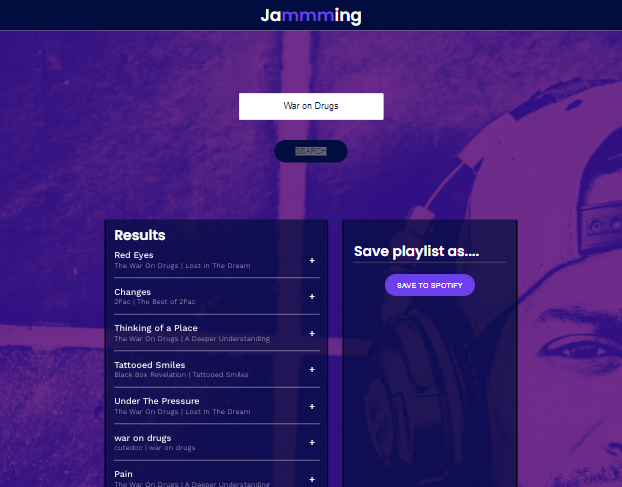 Jammming
War on Drugs
SEARCH
Results
Red Eyes
+
The War On Drugs | Lost In The Dream
Changes
+
2Pac | The Best of 2Pac
Thinking of a Place
+
The War On Drugs | A Deeper Understanding
Tattooed Smiles
+
Black Box Revelation | Tattooed Smiles
Under The Pressure
+
The War On Drugs | Lost In The Dream
war on drugs
+
cutedoc | war on drugs
Pain
+
The War On Drugs | A Deeper Understanding
Save playlist as....
SAVE TO SPOTIFY